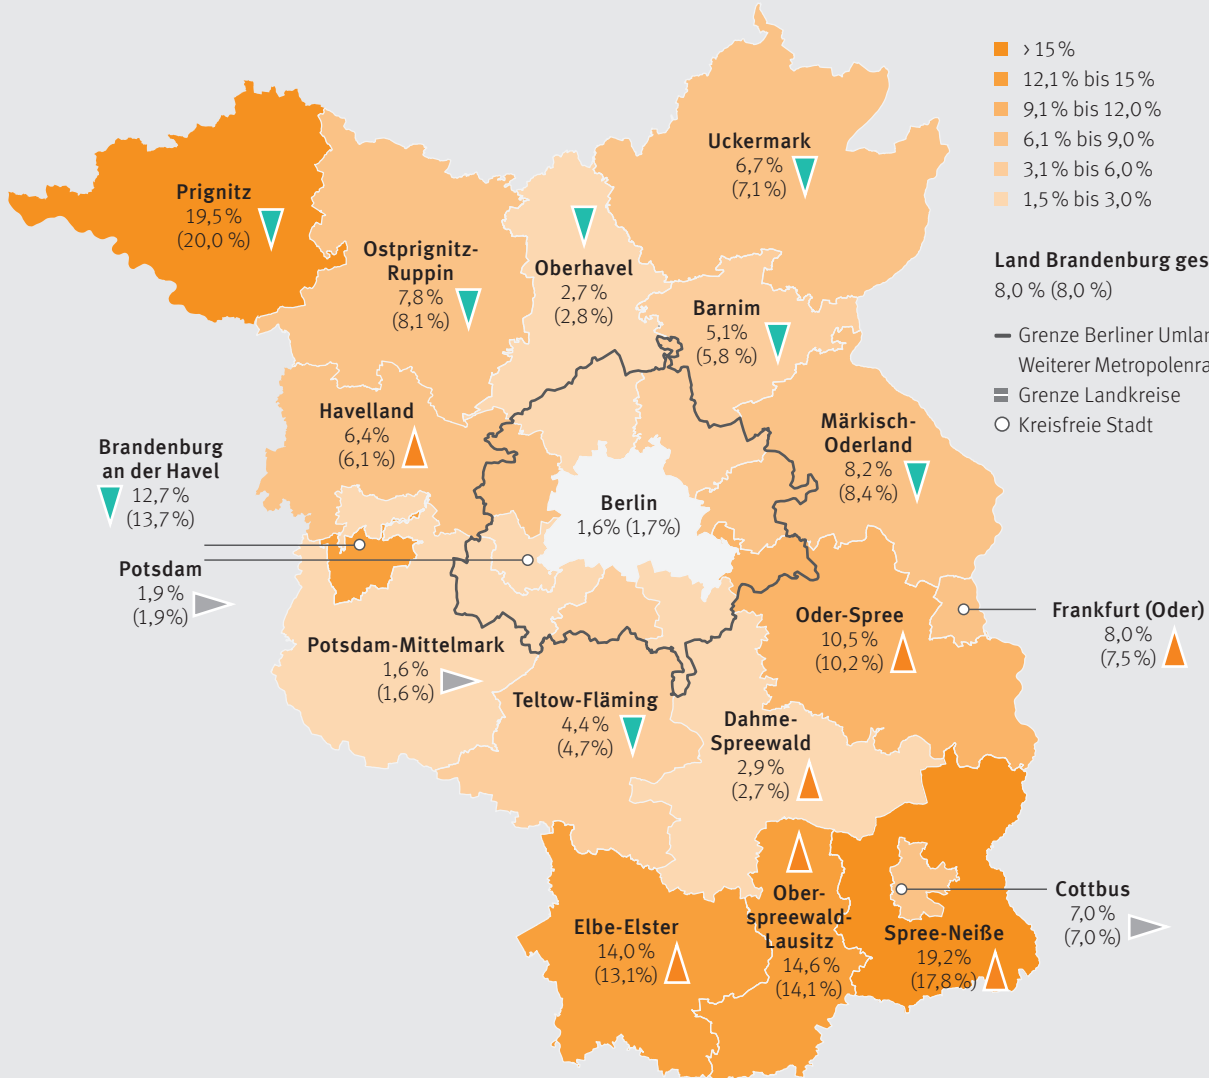 › 15 %
12,1 % bis 15 %
9,1 % bis 12,0 %
6,1 % bis 9,0 %
3,1 % bis 6,0 %
1,5 % bis 3,0 %
Land Brandenburg ges
8,0 % (8,0 %)
Grenze Berliner Umlan
Weiterer Metropolenra
Grenze Landkreise
Kreisfreie Stadt
Prignitz
19,5 %
(20,0 %)
Ostprignitz-
Ruppin
7,8 %
(8,1 %)
Oberhavel
2,7 %
(2,8 %)
Uckermark
6,7 %
(7,1 %)
Barnim
5,1%
(5,8 %)
Havelland
6,4 %
(6,1 %)
Brandenburg
an der Havel
12,7%
(13,7%)
Märkisch-
Oderland
8,2 %
(8,4 %)
Berlin
1,6% (1,7%)
Potsdam
1,9 %
(1,9%)
Potsdam-Mittelmark
1,6 %
(1,6 %)
Oder-Spree
10,5 %
(10,2 %)
Frankfurt (Oder)
8,0 %
(7,5 %)
Teltow-Fläming
4,4 %
(4,7%)
Dahme-
Spreewald
2,9 %
(2,7 %)
Elbe-Elster
14,0 %
(13,1%)
Ober-
spreewald-
Lausitz
14,6 %
(14,1 %)
Spree-Neiße
19,2%
(17,8 %)
Cottbus
7,0 %
(7,0 %)